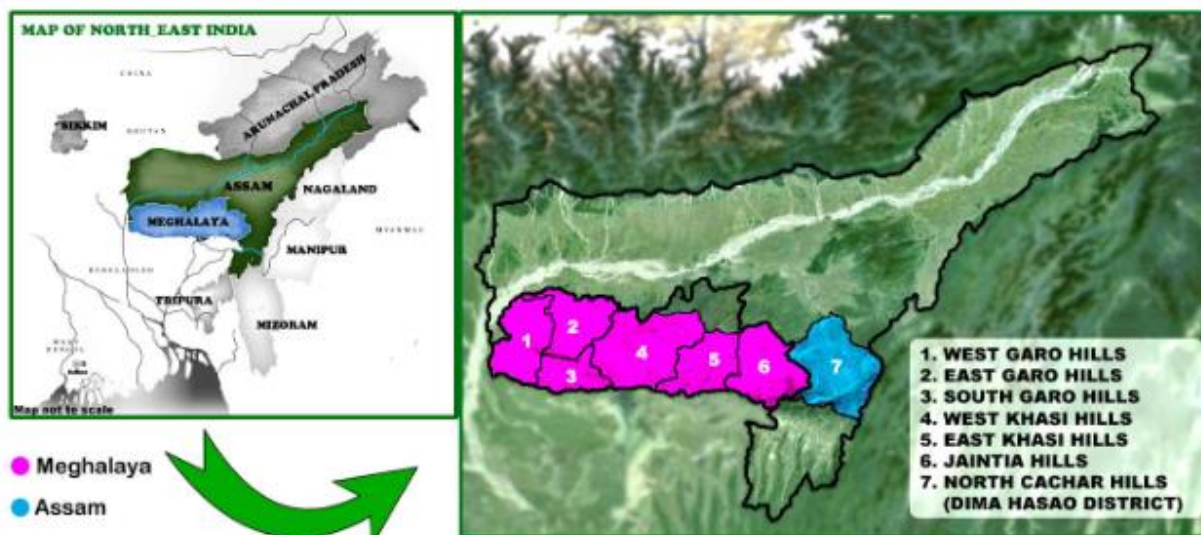 MAP OF NORTH_EAST INDIA
CHINA
ARUNACHAL PRADESH
SIKKIM
BHUTAN
ASSAM
NAGALAND
MEGHALAYA
MYANMAR
MANIPUR
BANGLADESH
TRIPURA
MIZORAM
WEST
BENGAL
Map not to scale
Meghalaya
Assam
1
2
3
4
5
6
7
1. WEST GARO HILLS
2. EAST GARO HILLS
3. SOUTH GARO HILLS
4. WEST KHASI HILLS
5. EAST KHASI HILLS
6. JAINTIA HILLS
7. NORTH CACHAR HILLS
(DIMA HASAO DISTRICT)